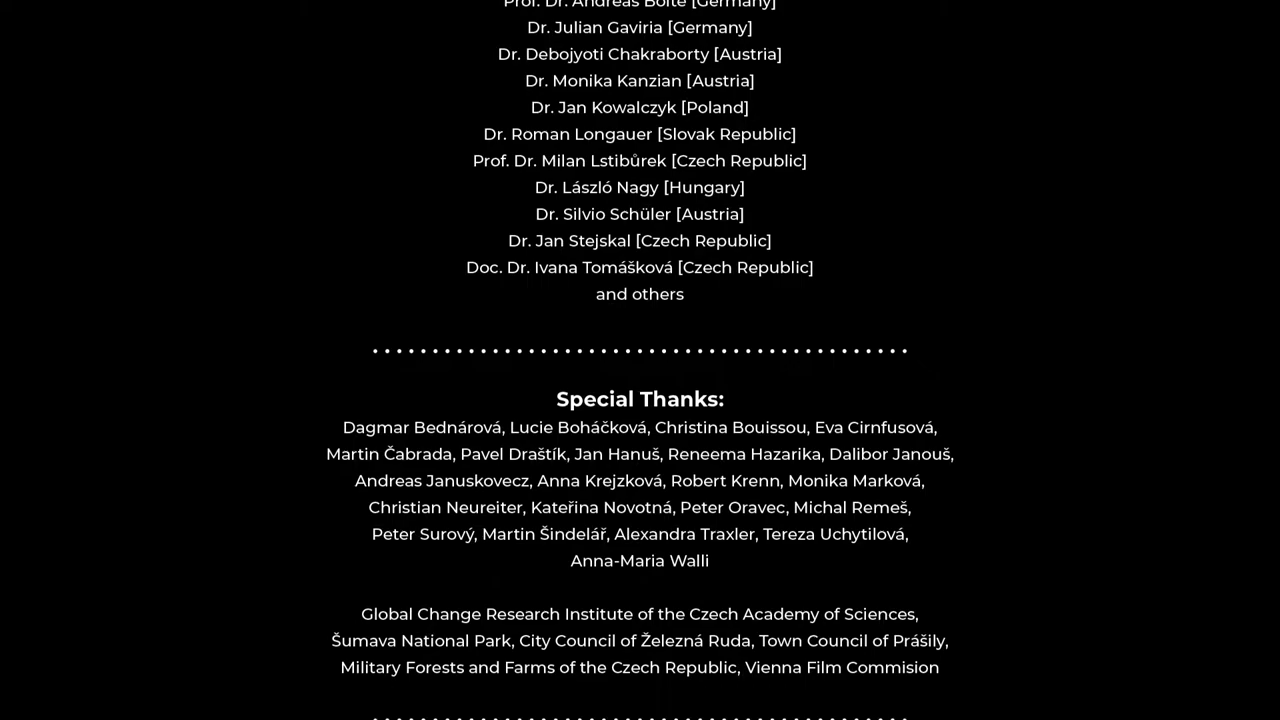 Prof. Dr. Andreas Bolte [Germany]
Dr. Julian Gaviria [Germany]
Dr. Debojyoti Chakraborty [Austria]
Dr. Monika Kanzian [Austria]
Dr. Jan Kowalczyk [Poland]
Dr. Roman Longauer [Slovak Republic]
Prof. Dr. Milan Lstibůrek [Czech Republic]
Dr. László Nagy [Hungary]
Dr. Silvio Schüler [Austria]
Dr. Jan Stejskal [Czech Republic]
Doc. Dr. Ivana Tomášková [Czech Republic]
and others
Special Thanks:
Dagmar Bednárová, Lucie Boháčková, Christina Bouissou, Eva Cirnfusová,
Martin Čabrada, Pavel Draštík, Jan Hanuš, Reneema Hazarika, Dalibor Janouš,
Andreas Januskovecz, Anna Krejzková, Robert Krenn, Monika Marková,
Christian Neureiter, Kateřina Novotná, Peter Oravec, Michal Remeš,
Peter Surový, Martin Šindelář, Alexandra Traxler, Tereza Uchytilová,
Anna-Maria Walli
Global Change Research Institute of the Czech Academy of Sciences,
Šumava National Park, City Council of Železná Ruda, Town Council of Prášily,
Military Forests and Farms of the Czech Republic, Vienna Film Commision